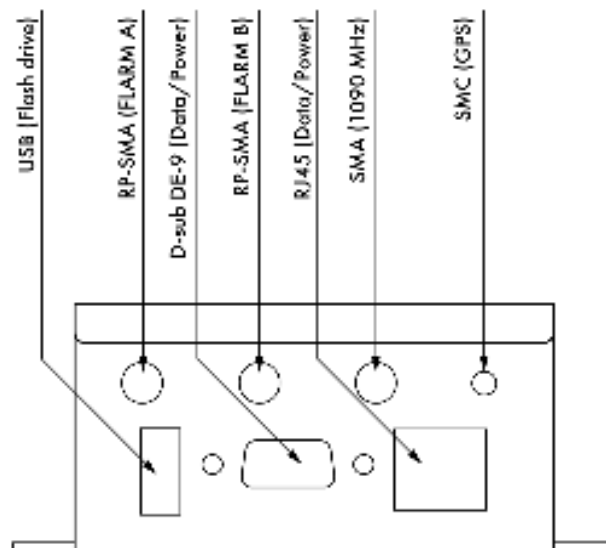 USB (Flash drive)
RP-SMA (FLARM A)
D-sub DE-9 (Data/Power)
RP-SMA (FLARM B)
RJ45 (Data/Power)
SMA (1090 MHz)
SMC (GPS)